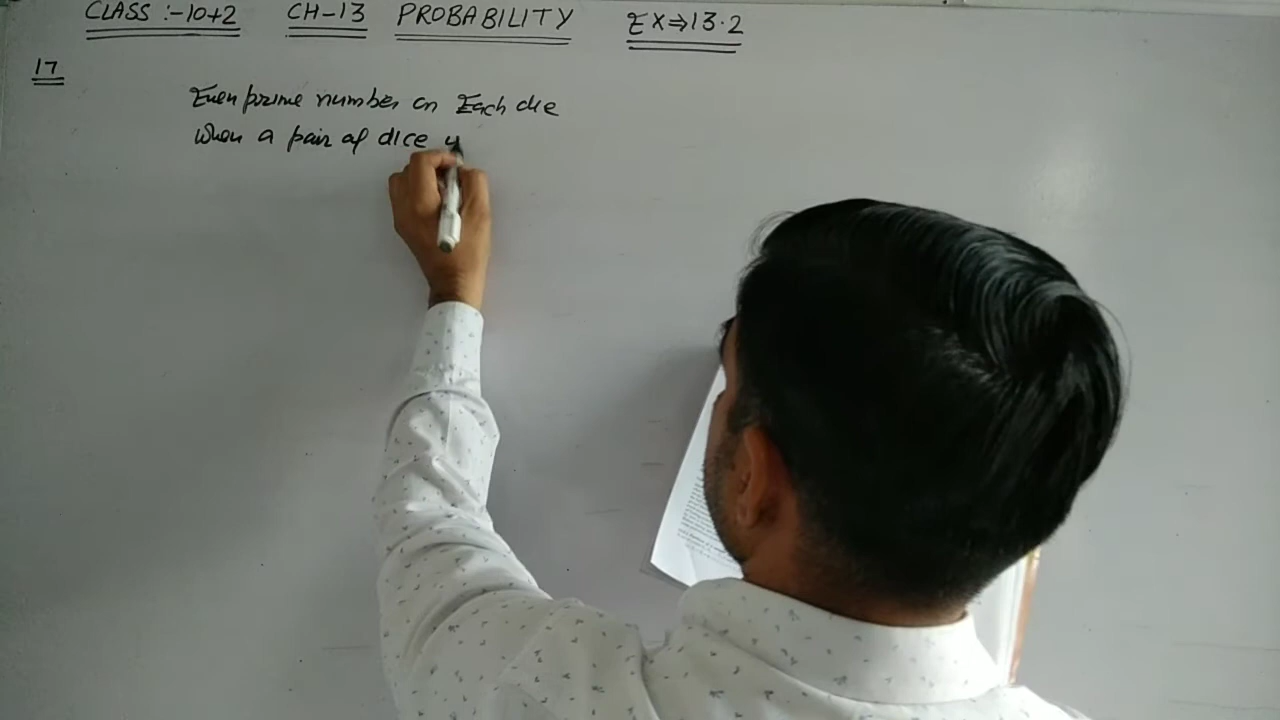 CLASS :- 10+2 CH-13 PROBABILITY EX⇒13.2
17
Even prime number on Each die
When a pair of dice